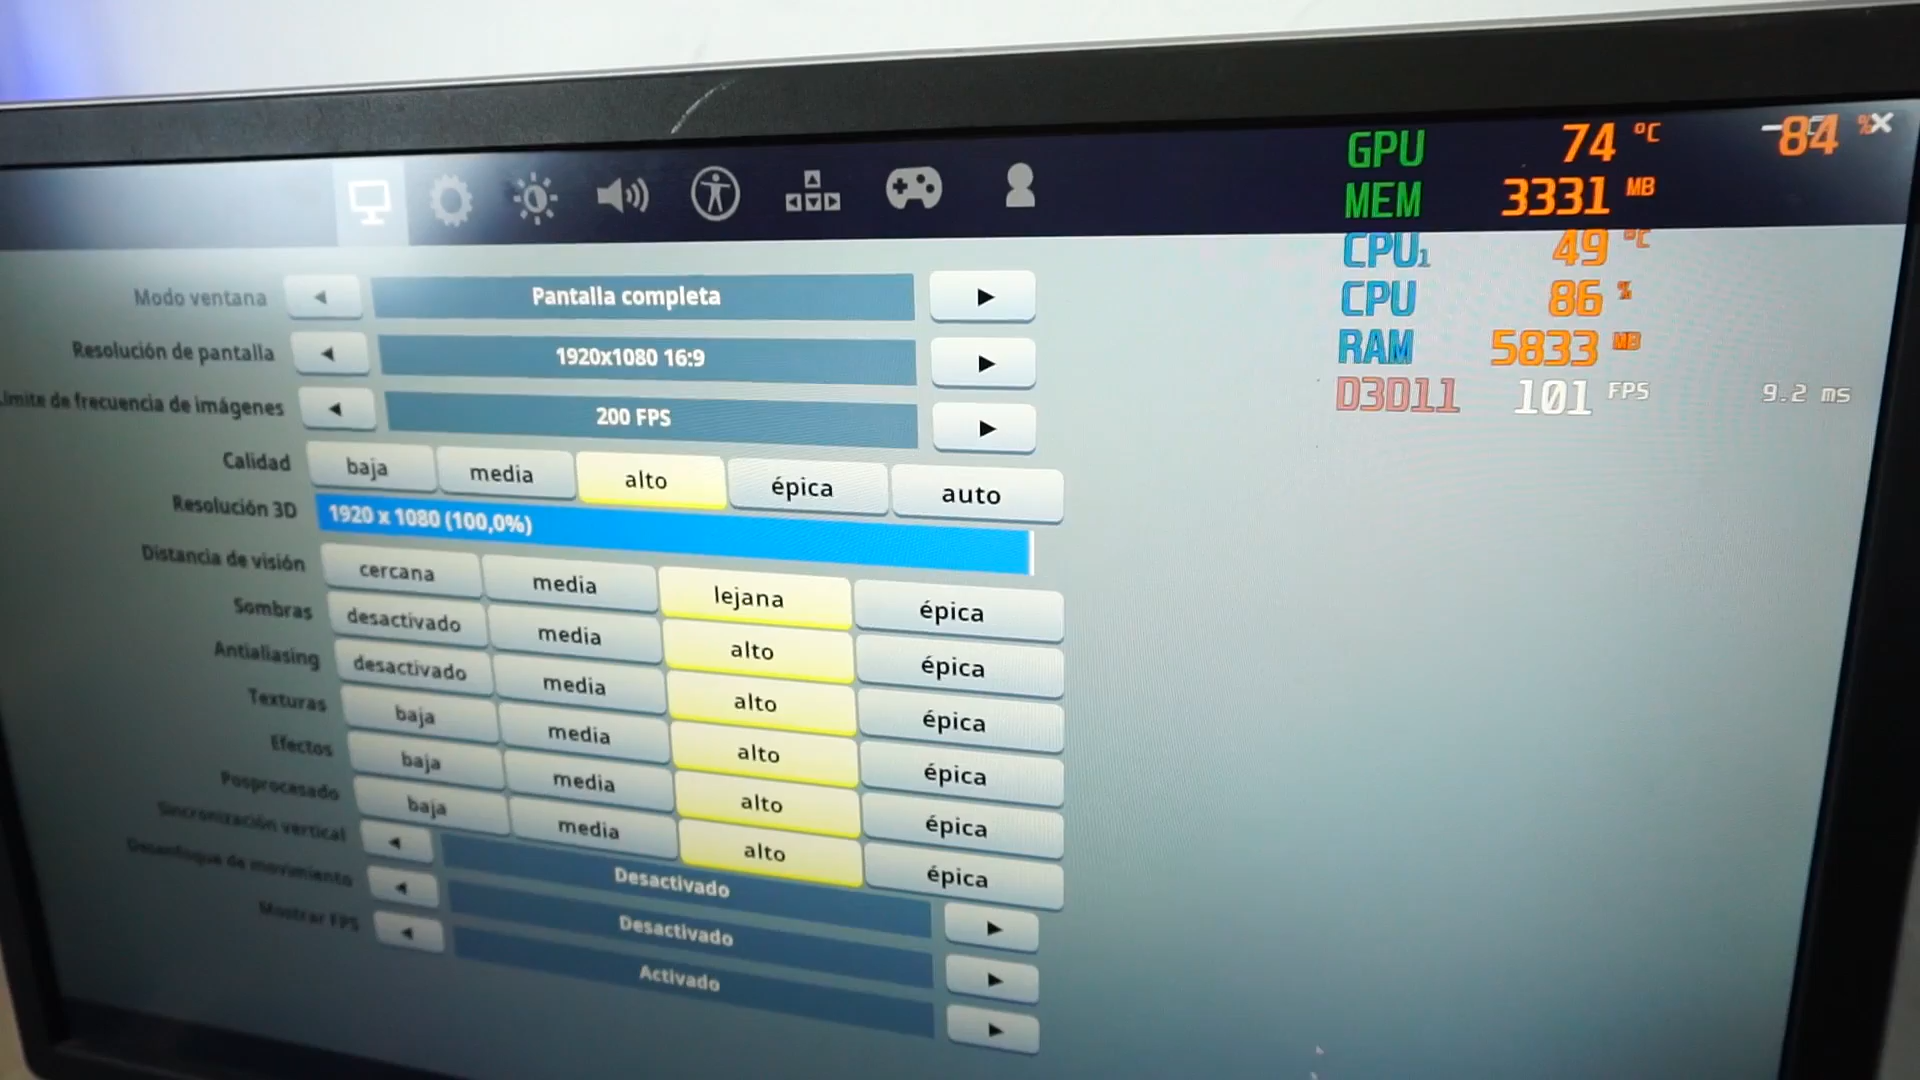 GPU 74 °C 84 %
MEM 3331 MB
CPU1 49 °C
CPU 86 %
RAM 5833 MB
D3D11 101 FPS 9.2 ms
Modo ventana Pantalla completa
Resolución de pantalla 1920x1080 16:9
Límite de frecuencia de imágenes 200 FPS
Calidad baja media alto épica auto
Resolución 3D 1920 x 1080 (100,0%)
Distancia de visión cercana media lejana épica
Sombras desactivado media alto épica
Antialiasing desactivado media alto épica
Texturas baja media alto épica
Efectos baja media alto épica
Posprocesado baja media alto épica
Sincronización vertical Desactivado
Desenfoque de movimiento Desactivado
Mostrar FPS Activado